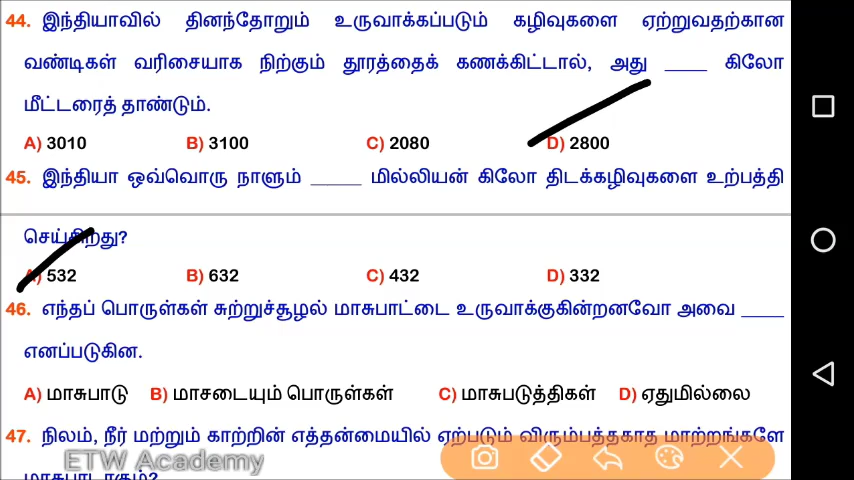 44. இந்தியாவில் தினந்தோறும் உருவாக்கப்படும் கழிவுகளை ஏற்றுவதற்கான
வண்டிகள் வரிசையாக நிற்கும் தூரத்தைக் கணக்கிட்டால், அது ____ கிலோ
மீட்டரைத் தாண்டும்.
A) 3010 B) 3100 C) 2080 D) 2800
45. இந்தியா ஒவ்வொரு நாளும் _____ மில்லியன் கிலோ திடக்கழிவுகளை உற்பத்தி
செய்கிறது?
A) 532 B) 632 C) 432 D) 332
46. எந்தப் பொருள்கள் சுற்றுச்சூழல் மாசுபாட்டை உருவாக்குகின்றனவோ அவை ____
எனப்படுகின.
A) மாசுபாடு B) மாசடையும் பொருள்கள் C) மாசுபடுத்திகள் D) ஏதுமில்லை
47. நிலம், நீர் மற்றும் காற்றின் எத்தன்மையில் ஏற்படும் விரும்பத்தகாத மாற்றங்களே
மாசுபாடாகும்?
ETW Academy